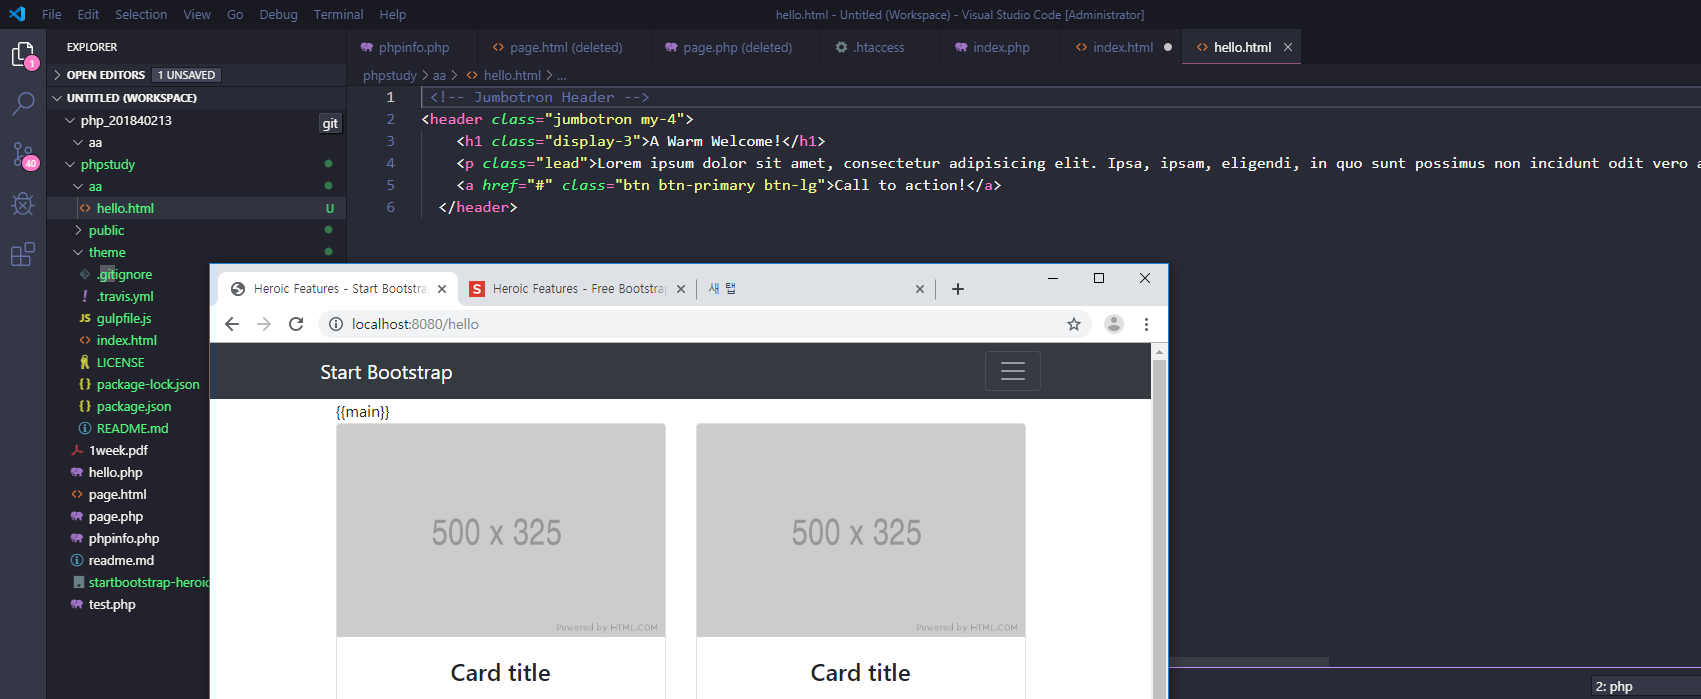 File Edit Selection View Go Debug Terminal Help
hello.html - Untitled (Workspace) - Visual Studio Code [Administrator]
EXPLORER
OPEN EDITORS 1 UNSAVED
UNTITLED (WORKSPACE)
php_201840213
git
aa
phpstudy
aa
hello.html U
public
theme
.gitignore
.travis.yml
JS gulpfile.js
index.html
LICENSE
package-lock.json
package.json
README.md
1week.pdf
hello.php
page.html
page.php
phpinfo.php
readme.md
startbootstrap-heroic
test.php
1
40
phpinfo.php page.html (deleted) page.php (deleted) .htaccess index.php index.html hello.html
phpstudy > aa > hello.html > ...
1 <!-- Jumbotron Header -->
2 <header class="jumbotron my-4">
3 <h1 class="display-3">A Warm Welcome!</h1>
4 <p class="lead">Lorem ipsum dolor sit amet, consectetur adipisicing elit. Ipsa, ipsam, eligendi, in quo sunt possimus non incidunt odit vero a
5 <a href="#" class="btn btn-primary btn-lg">Call to action!</a>
6 </header>
Heroic Features - Start Bootstra
S Heroic Features - Free Bootstrap
새 탭
localhost:8080/hello
Start Bootstrap
{{main}}
500 x 325
Powered by HTML.COM
Card title
500 x 325
Powered by HTML.COM
Card title
2: php